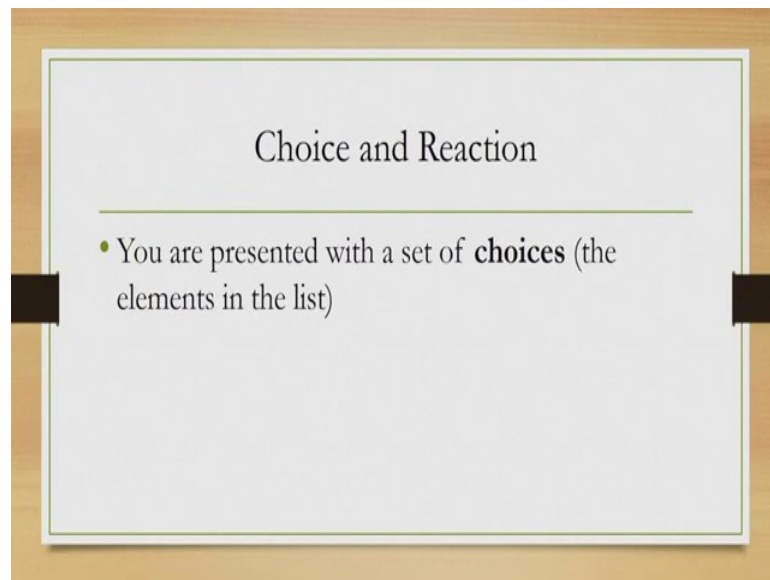 Choice and Reaction
• You are presented with a set of choices (the
elements in the list)